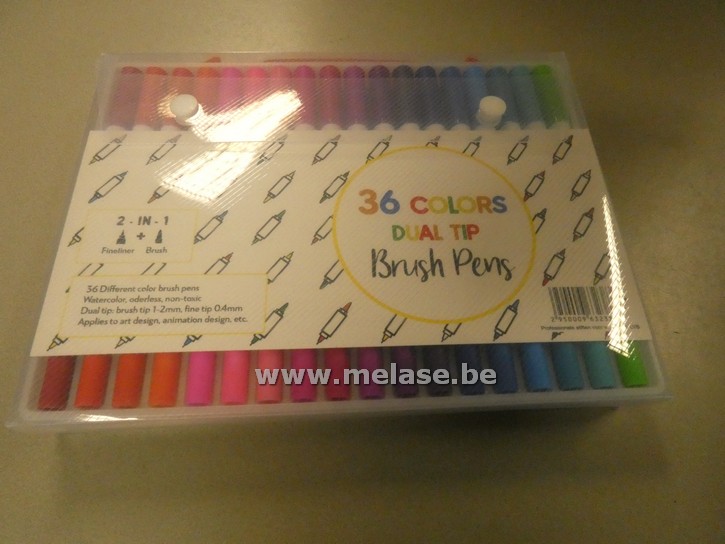 36 COLORS
DUAL TIP
Brush Pens
2 - IN - 1
+
Fineliner Brush
36 Different color brush pens
Watercolor, oderless, non-toxic
Dual tip: brush tip 1-2mm, fine tip 0.4mm
Applies to art design, animation design, etc.
www.melase.be